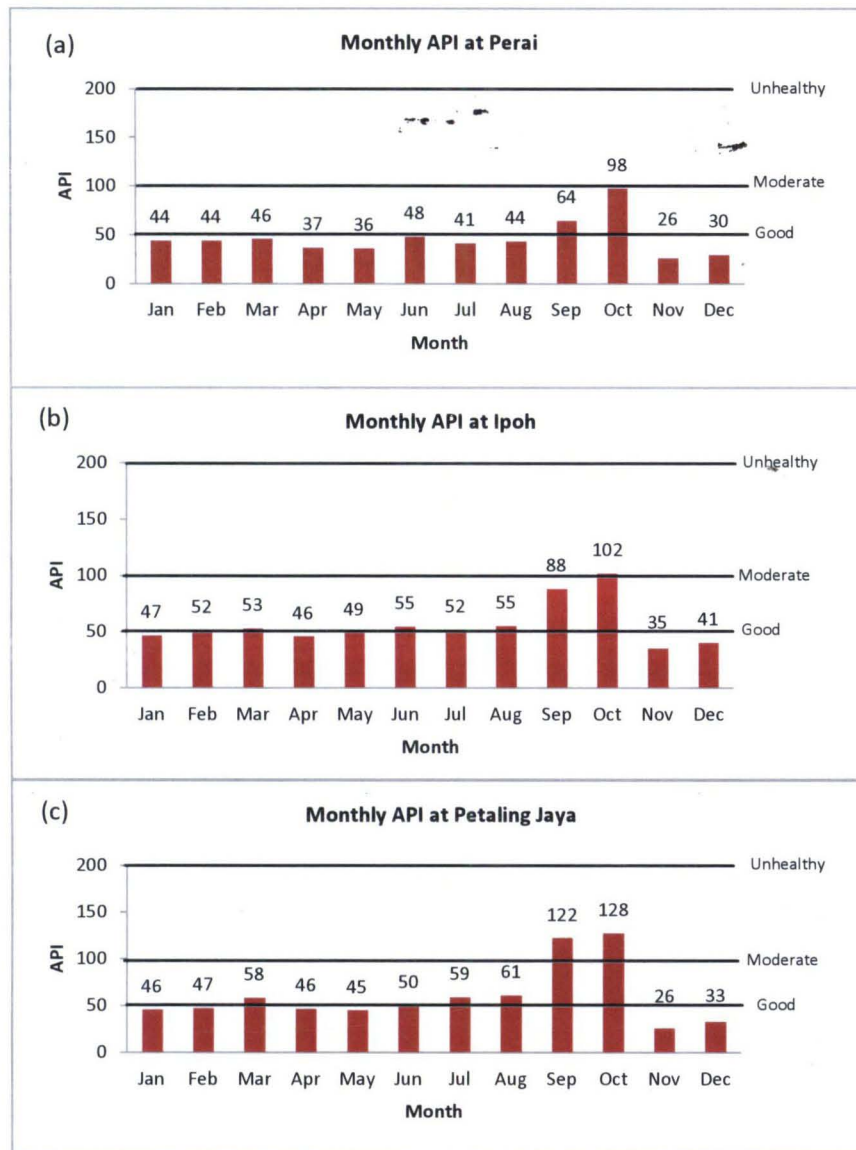 (a)
Monthly API at Perai
200
Unhealthy
150
100
Moderate
98
64
44 44 46 37 36 48 41 44 26 30
50
Good
0
API
Jan Feb Mar Apr May Jun Jul Aug Sep Oct Nov Dec
Month
(b)
Monthly API at Ipoh
200
Unhealthy
150
102
88
100
Moderate
47 52 53 46 49 55 52 55 35 41
50
Good
0
API
Jan Feb Mar Apr May Jun Jul Aug Sep Oct Nov Dec
Month
(c)
Monthly API at Petaling Jaya
200
Unhealthy
150
122 128
100
Moderate
46 47 58 46 45 50 59 61 26 33
50
Good
0
API
Jan Feb Mar Apr May Jun Jul Aug Sep Oct Nov Dec
Month